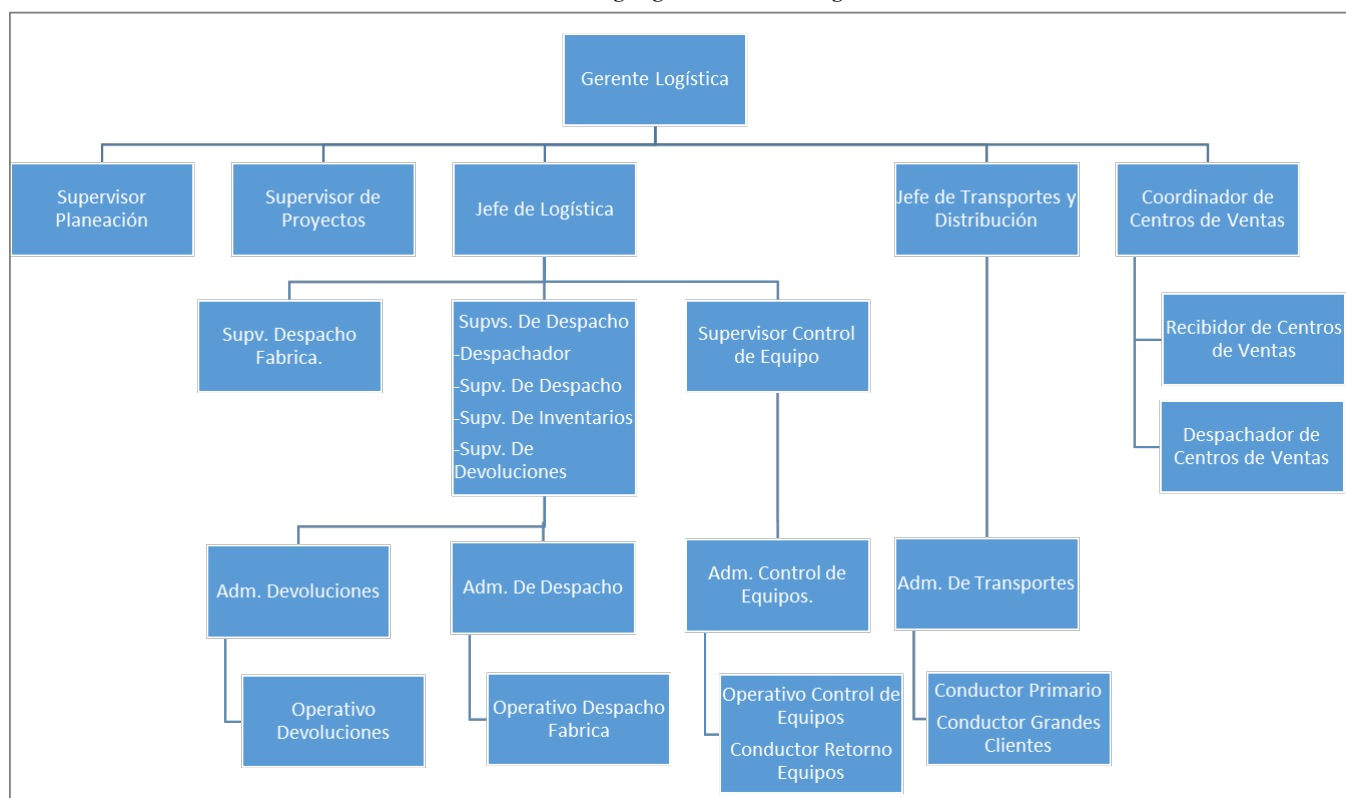 Gerente Logística
Supervisor
Planeación
Supervisor de
Proyectos
Jefe de Logística
Jefe de Transportes y
Distribución
Coordinador de
Centros de Ventas
Supv. Despacho
Fabrica.
Supvs. De Despacho
-Despachador
-Supv. De Despacho
-Supv. De Inventarios
-Supv. De
Devoluciones
Supervisor Control
de Equipo
Recibidor de Centros
de Ventas
Despachador de
Centros de Ventas
Adm. Devoluciones
Adm. De Despacho
Adm. Control de
Equipos.
Adm. De Transportes
Operativo
Devoluciones
Operativo Despacho
Fabrica
Operativo Control de
Equipos
Conductor Retorno
Equipos
Conductor Primario
Conductor Grandes
Clientes